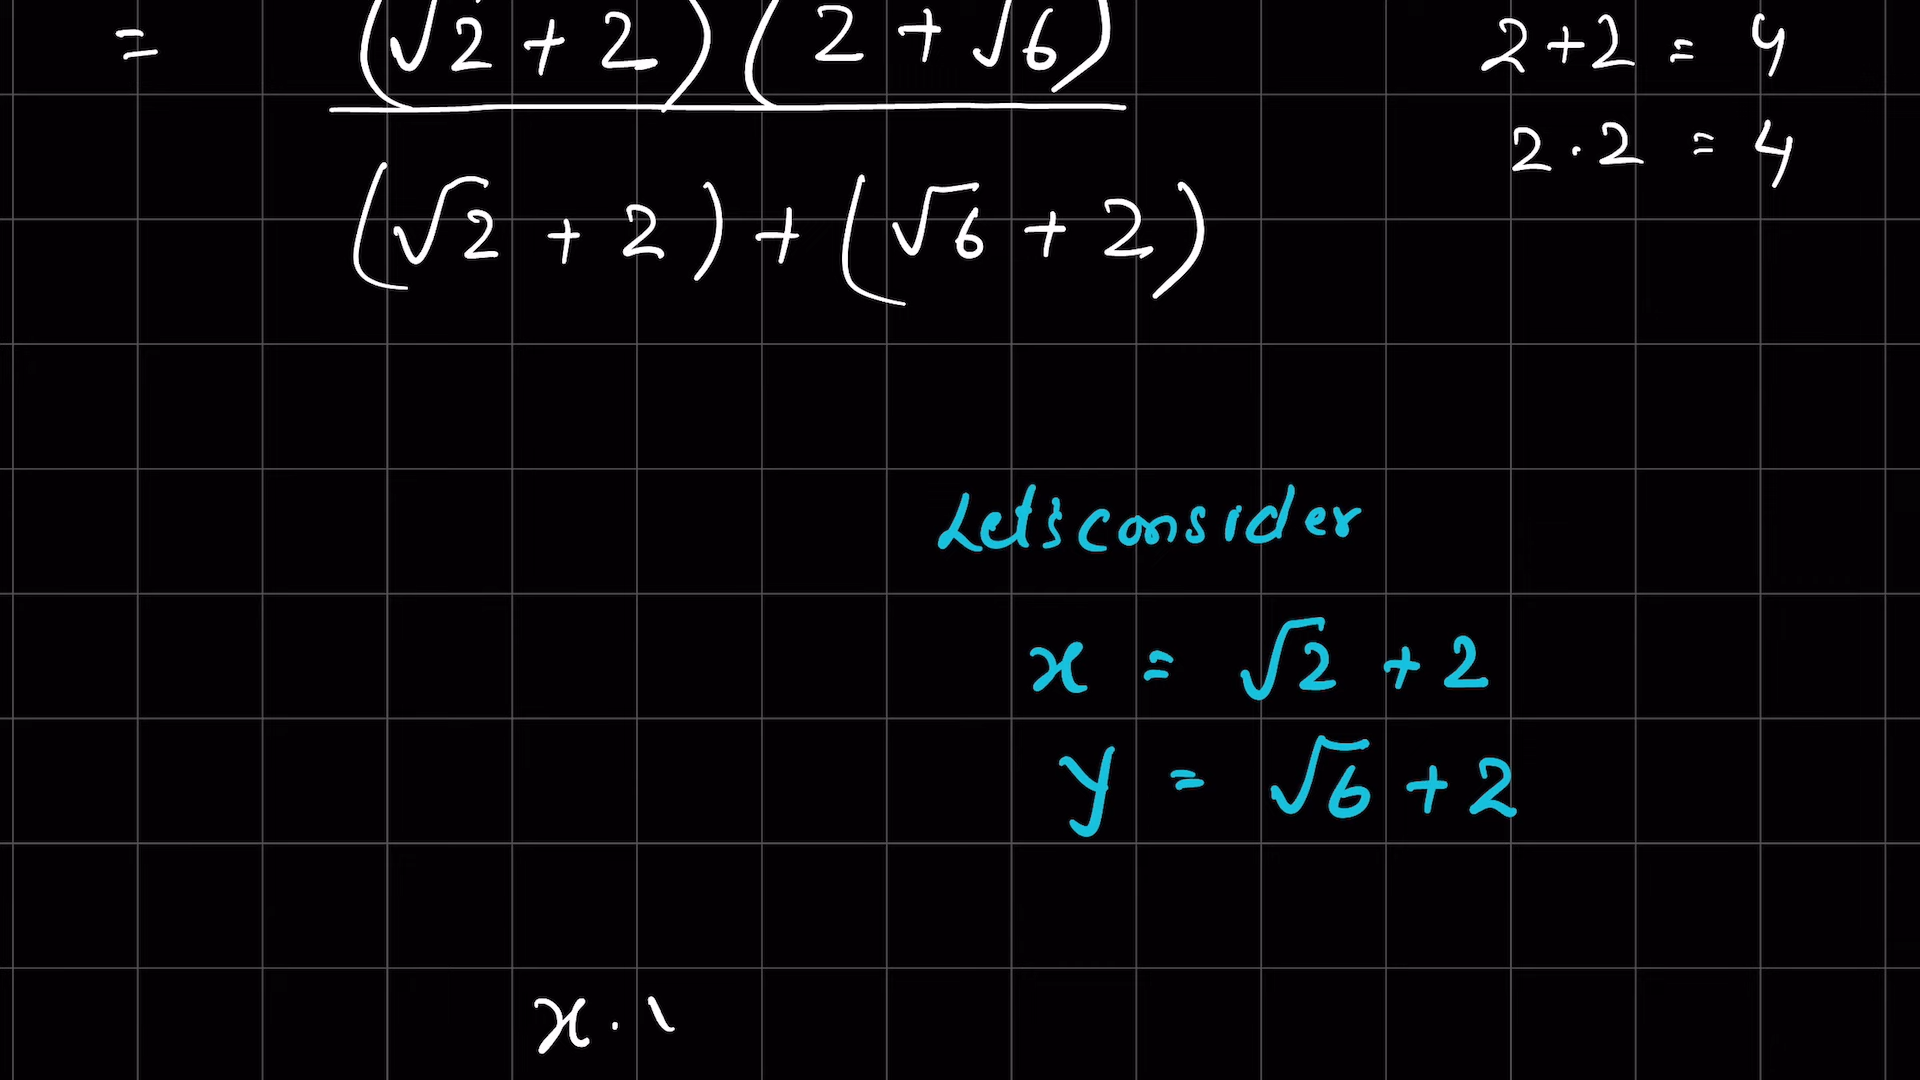 = (√2 + 2)(2 + √6)
(√2 + 2) + (√6 + 2)
2+2 = 4
2·2 = 4
Let's consider
x = √2 + 2
y = √6 + 2
x ·